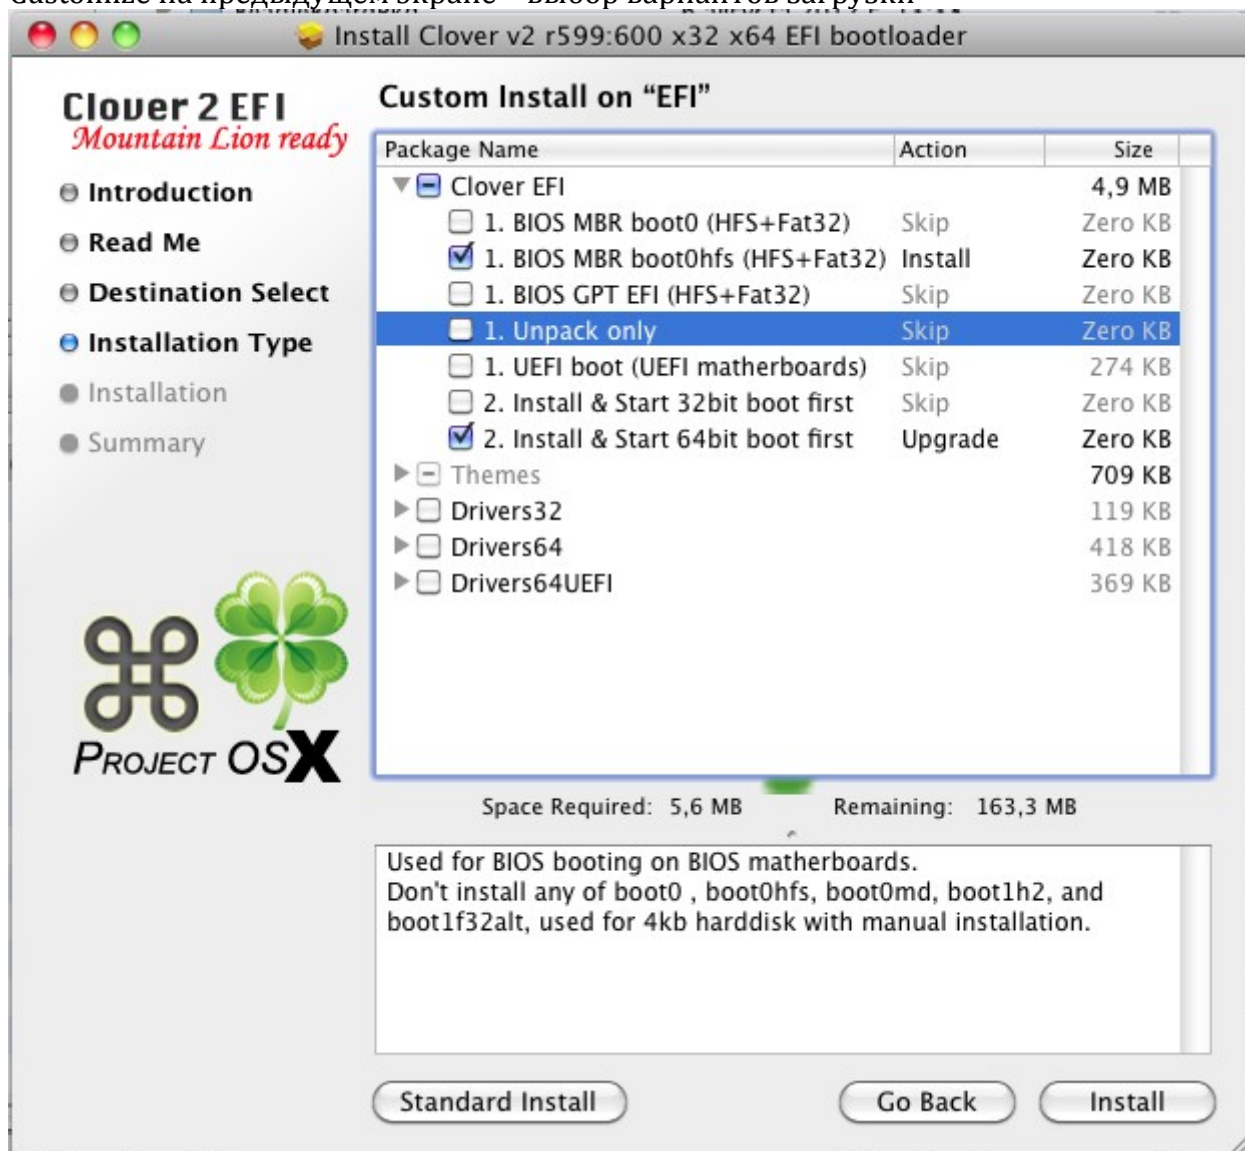 Customize на предыдущем экране – выбор вариантов загрузки
Install Clover v2 r599:600 x32 x64 EFI bootloader
Clover 2 EFI
Mountain Lion ready
Introduction
Read Me
Destination Select
Installation Type
Installation
Summary
PROJECT OSX
Custom Install on “EFI”
Package Name Action Size
Clover EFI 4,9 MB
1. BIOS MBR boot0 (HFS+Fat32) Skip Zero KB
1. BIOS MBR boot0hfs (HFS+Fat32) Install Zero KB
1. BIOS GPT EFI (HFS+Fat32) Skip Zero KB
1. Unpack only Skip Zero KB
1. UEFI boot (UEFI matherboards) Skip 274 KB
2. Install & Start 32bit boot first Skip Zero KB
2. Install & Start 64bit boot first Upgrade Zero KB
Themes 709 KB
Drivers32 119 KB
Drivers64 418 KB
Drivers64UEFI 369 KB
Space Required: 5,6 MB Remaining: 163,3 MB
Used for BIOS booting on BIOS matherboards.
Don't install any of boot0 , boot0hfs, boot0md, boot1h2, and
boot1f32alt, used for 4kb harddisk with manual installation.
Standard Install Go Back Install